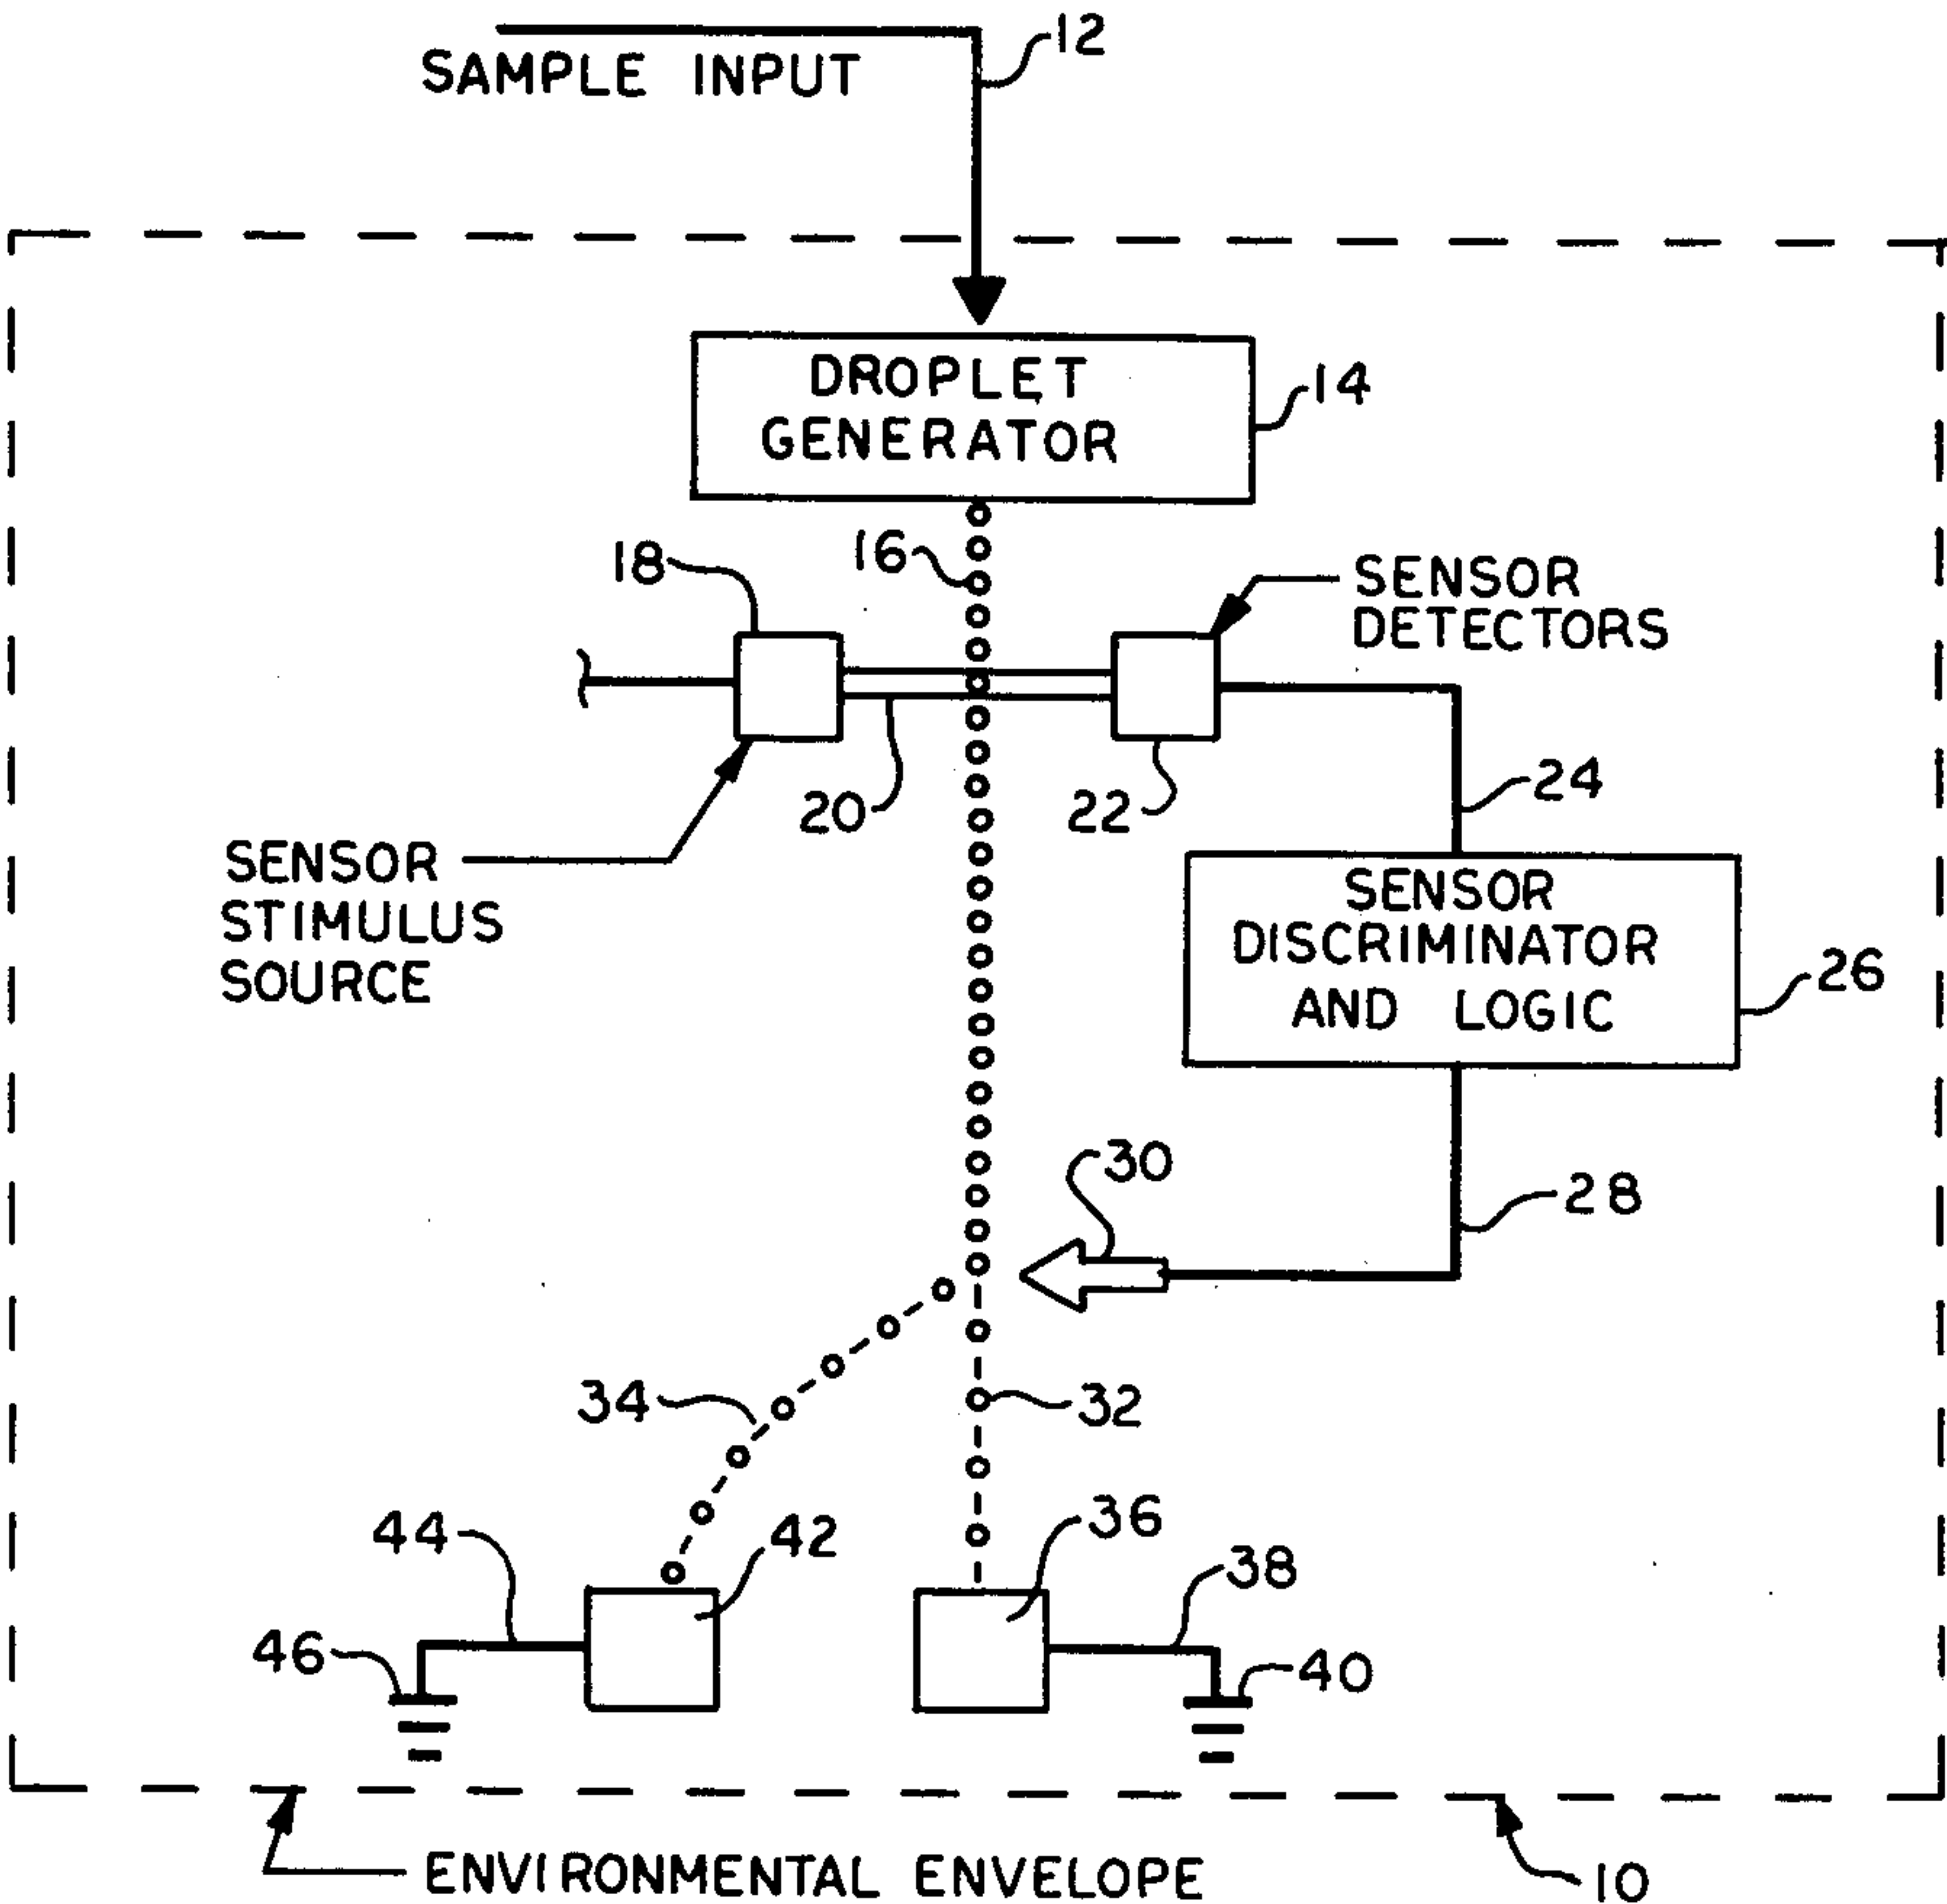 12
SAMPLE INPUT
DROPLET
GENERATOR
14
16
18
SENSOR
DETECTORS
20
22
24
SENSOR
STIMULUS
SOURCE
SENSOR
DISCRIMINATOR
AND LOGIC
26
30
28
34
32
44
42
36
38
46
40
ENVIRONMENTAL ENVELOPE
10